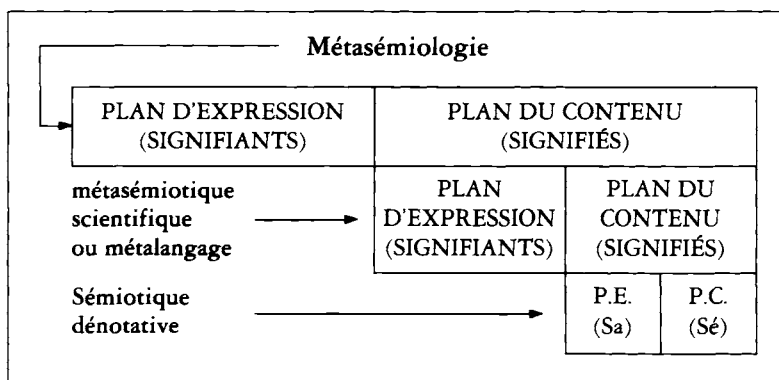 Métasémiologie
PLAN D'EXPRESSION
(SIGNIFIANTS)
PLAN DU CONTENU
(SIGNIFIÉS)
métasémiotique
scientifique
ou métalangage
PLAN
D'EXPRESSION
(SIGNIFIANTS)
PLAN DU
CONTENU
(SIGNIFIÉS)
Sémiotique
dénotative
P.E.
(Sa)
P.C.
(Sé)